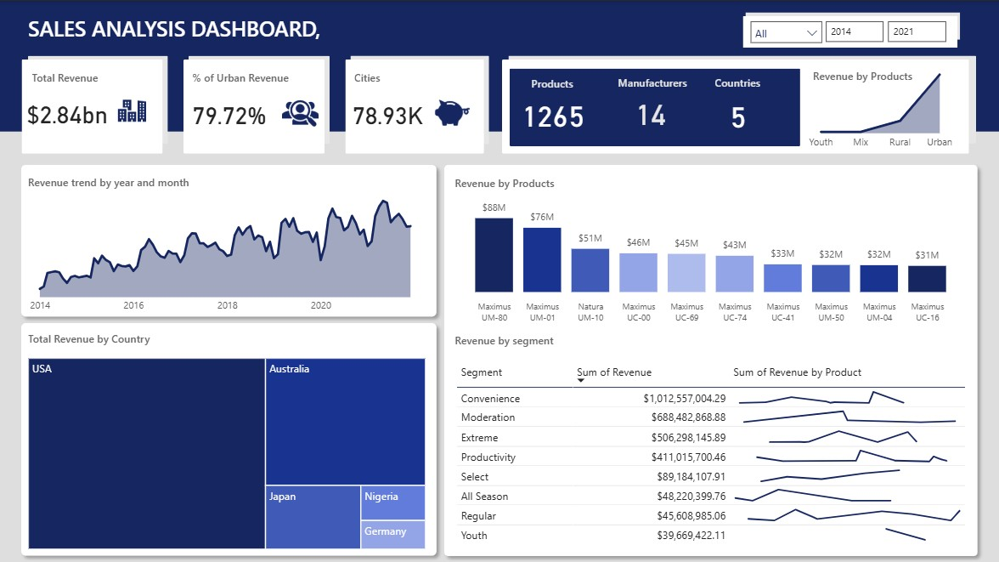 SALES ANALYSIS DASHBOARD,
All
2014
2021
Total Revenue
$2.84bn
% of Urban Revenue
79.72%
Cities
78.93K
Products
1265
Manufacturers
14
Countries
5
Revenue by Products
Youth Mix Rural Urban
Revenue trend by year and month
2014 2016 2018 2020
Revenue by Products
$88M $76M $51M $46M $45M $43M $33M $32M $32M $31M
Maximus Maximus Natura Maximus Maximus Maximus Maximus Maximus Maximus Maximus
UM-80 UM-01 UM-10 UC-00 UC-69 UC-74 UC-41 UM-50 UM-04 UC-16
Total Revenue by Country
USA
Australia
Japan
Nigeria
Germany
Revenue by segment
Segment Sum of Revenue Sum of Revenue by Product
Convenience $1,012,557,004.29
Moderation $688,482,868.88
Extreme $506,298,145.89
Productivity $411,015,700.46
Select $89,184,107.91
All Season $48,220,399.76
Regular $45,608,985.06
Youth $39,669,422.11